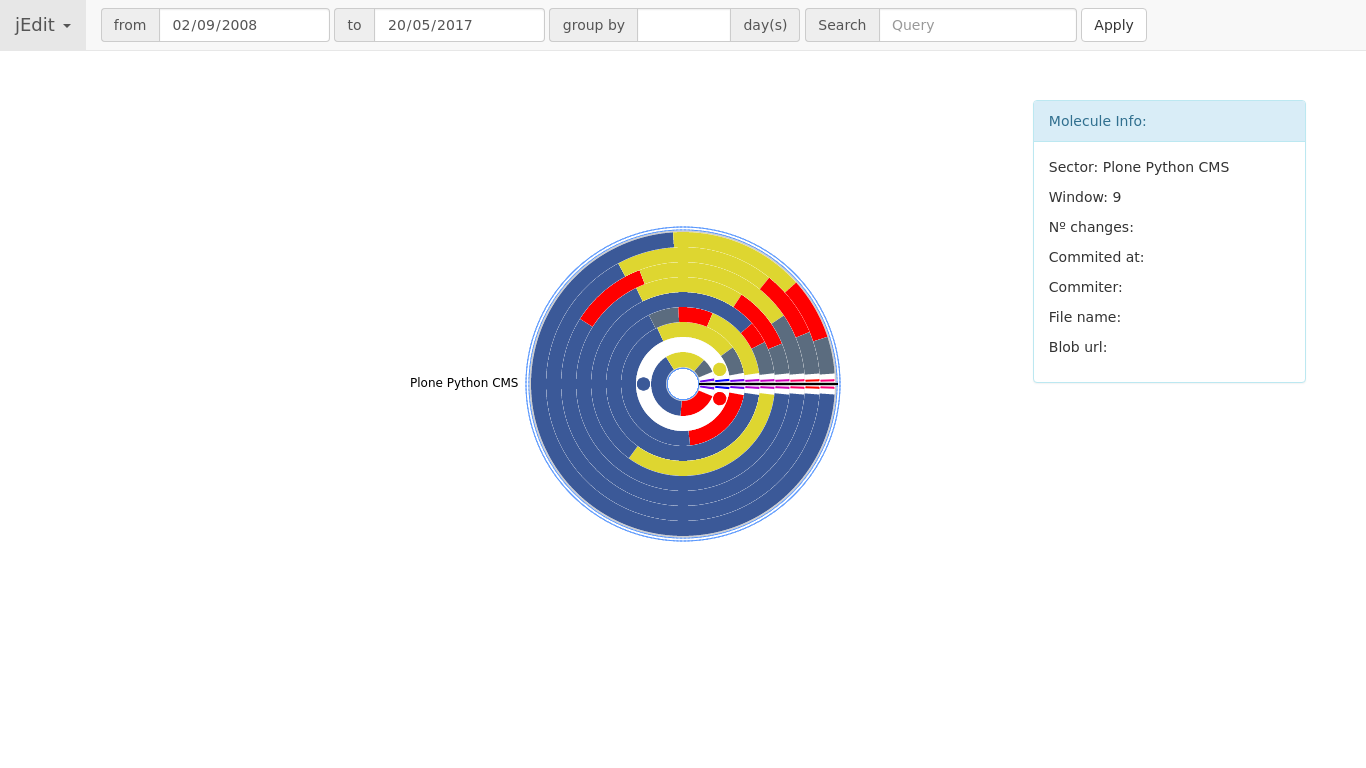 jEdit from 02/09/2008 to 20/05/2017 group by day(s) Search Query Apply
Molecule Info:
Sector: Plone Python CMS
Window: 9
Nº changes:
Commited at:
Commiter:
File name:
Blob url:
Plone Python CMS